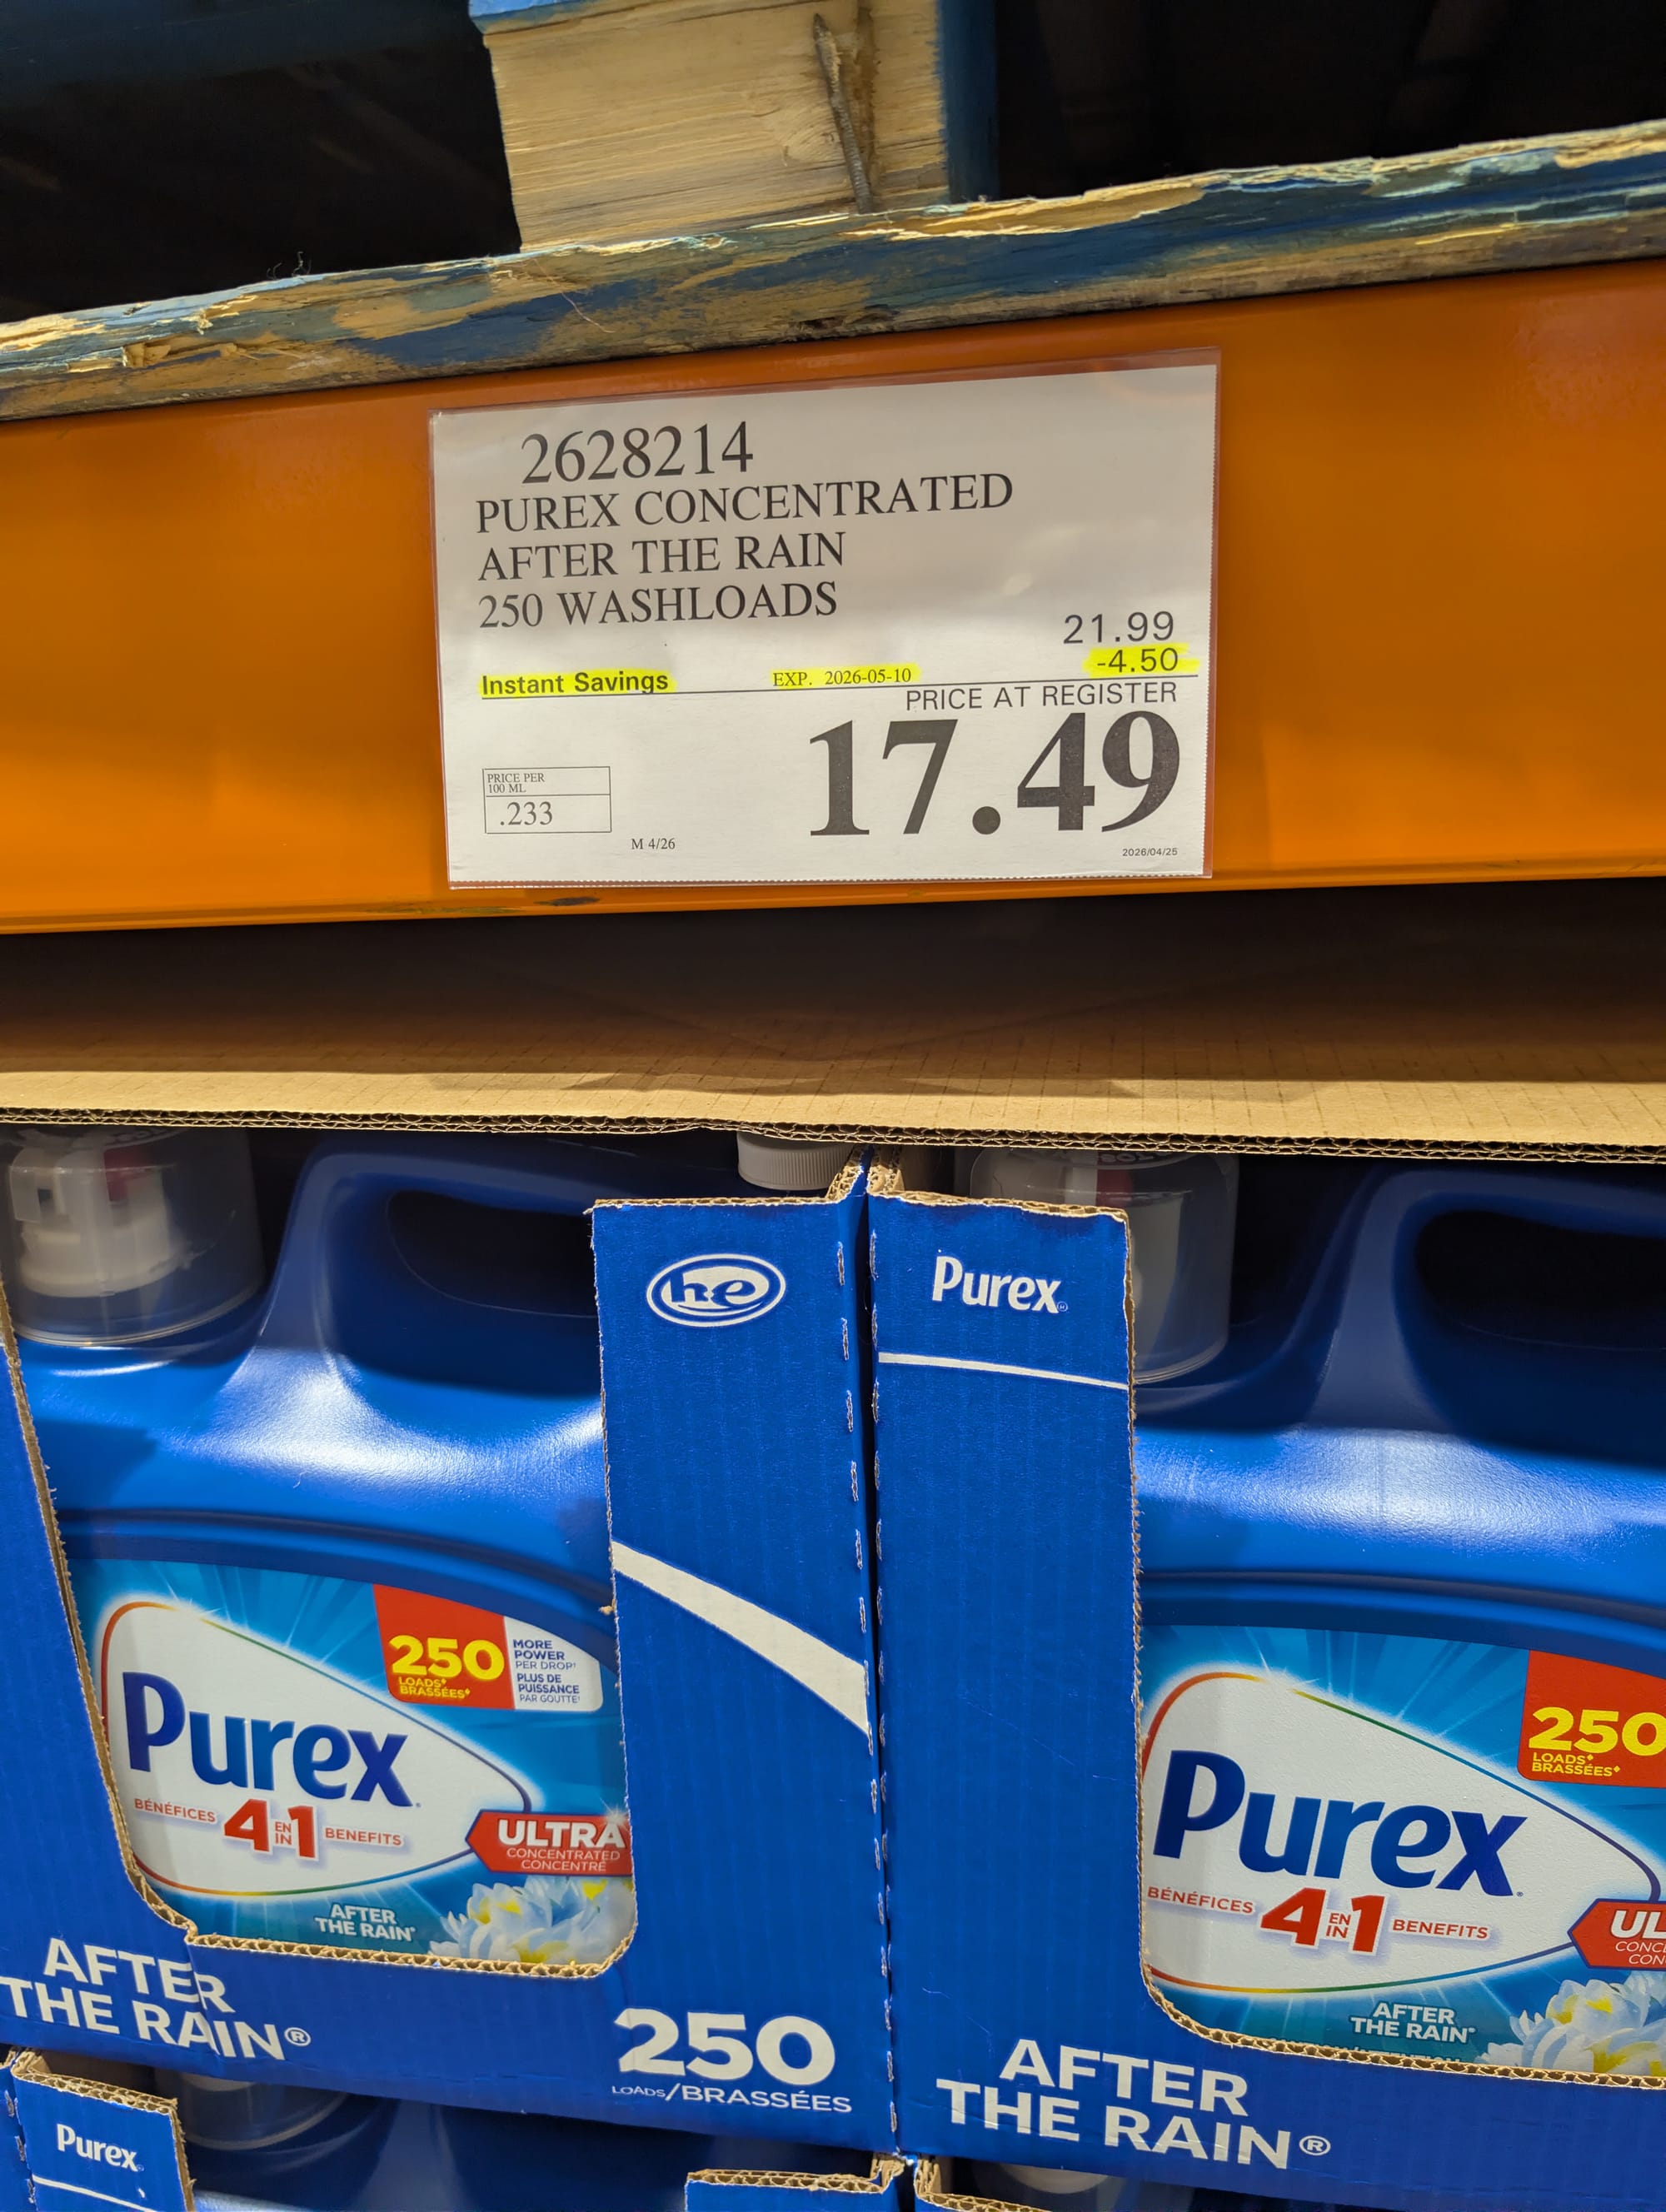 2628214
PUREX CONCENTRATED
AFTER THE RAIN
250 WASHLOADS
21.99
Instant Savings EXP. 2026-05-10 -4.50
PRICE AT REGISTER
17.49
PRICE PER
100 ML
.233
M 4/26
2026/04/25
he
Purex
250
LOADS
BRASSÉES
MORE
POWER
PER DROP
PLUS DE
PUISSANCE
PAR GOUTTE
Purex
BÉNÉFICES 4 EN IN 1 BENEFITS
ULTRA
CONCENTRATED
CONCENTRÉ
AFTER
THE RAIN
AFTER
THE RAIN®
250
LOADS/BRASSÉES
250
LOADS
BRASSÉES
Purex
BÉNÉFICES 4 EN IN 1 BENEFITS
UL
CONC
CON
AFTER
THE RAIN
AFTER
THE RAIN®
Purex